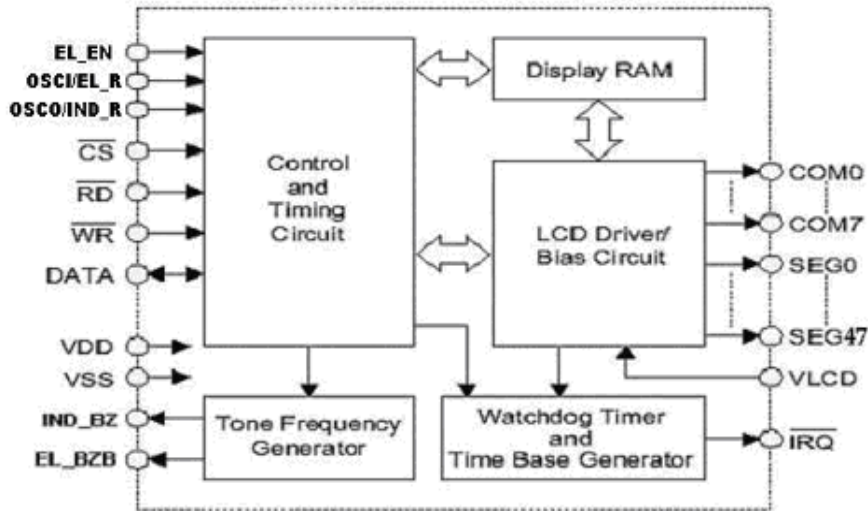 EL_EN
OSCI/EL_R
OSCO/IND_R
CS
RD
WR
DATA
VDD
VSS
IND_BZ
EL_BZB
Control
and
Timing
Circuit
Display RAM
LCD Driver/
Bias Circuit
Tone Frequency
Generator
Watchdog Timer
and
Time Base Generator
COM0
COM7
SEG0
SEG47
VLCD
IRQ